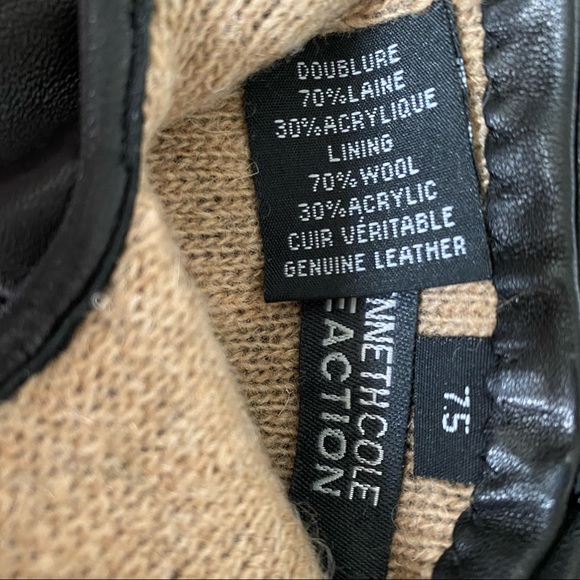 DOUBLURE
70%LAINE
30%ACRYLIQUE
LINING
70%WOOL
30%ACRYLIC
CUIR VÉRITABLE
GENUINE LEATHER
NNETHCOLE
EACTION
7.5